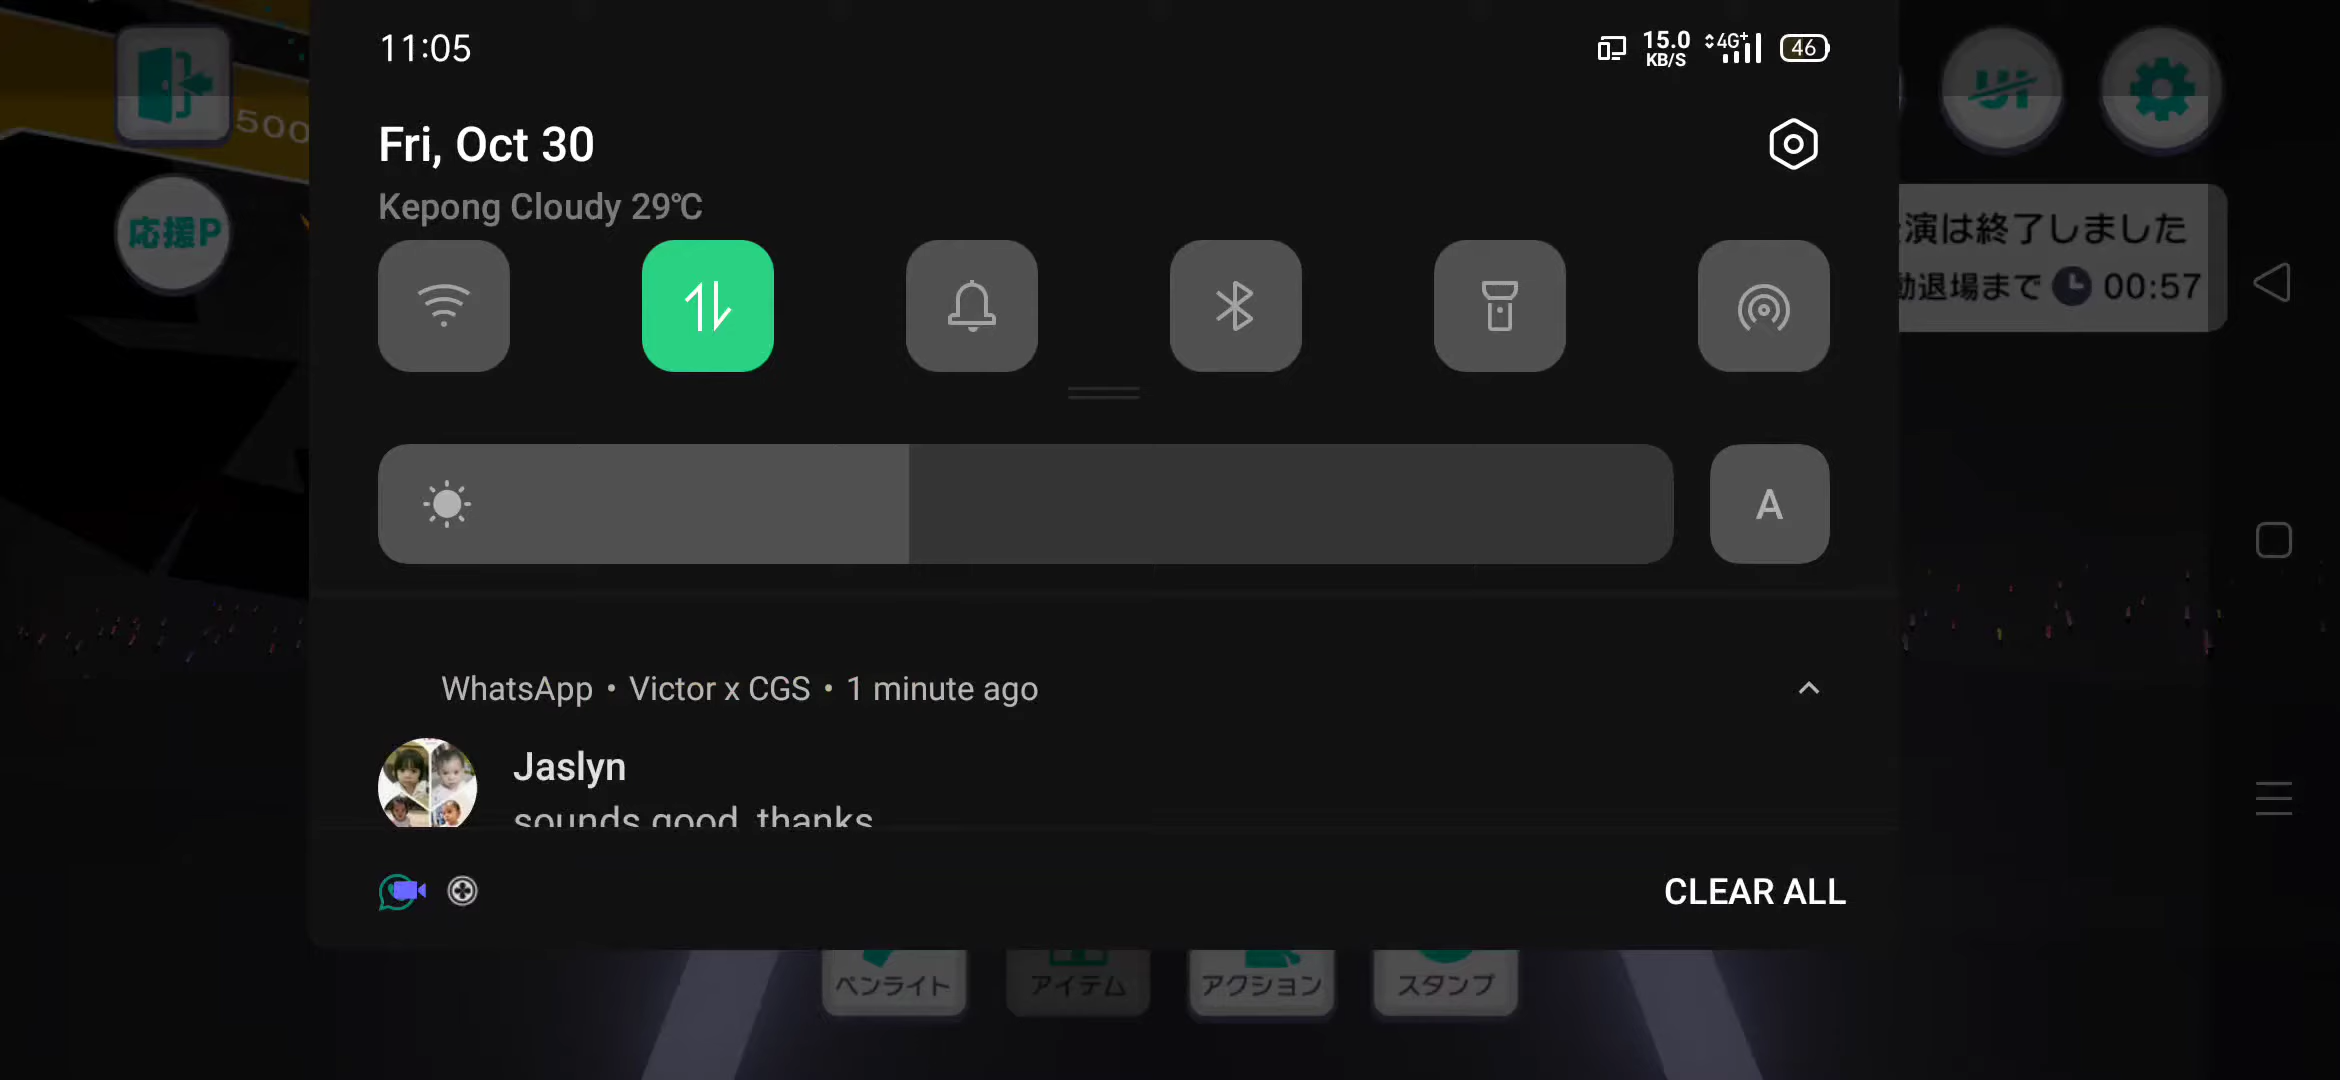 11:05
15.0
KB/S
4G+
46
500
Fri, Oct 30
Kepong Cloudy 29℃
応援P
UI
演は終了しました
動退場まで 00:57
A
WhatsApp • Victor x CGS • 1 minute ago
Jaslyn
sounds good, thanks
CLEAR ALL
ペンライト
アイテム
アクション
スタンプ